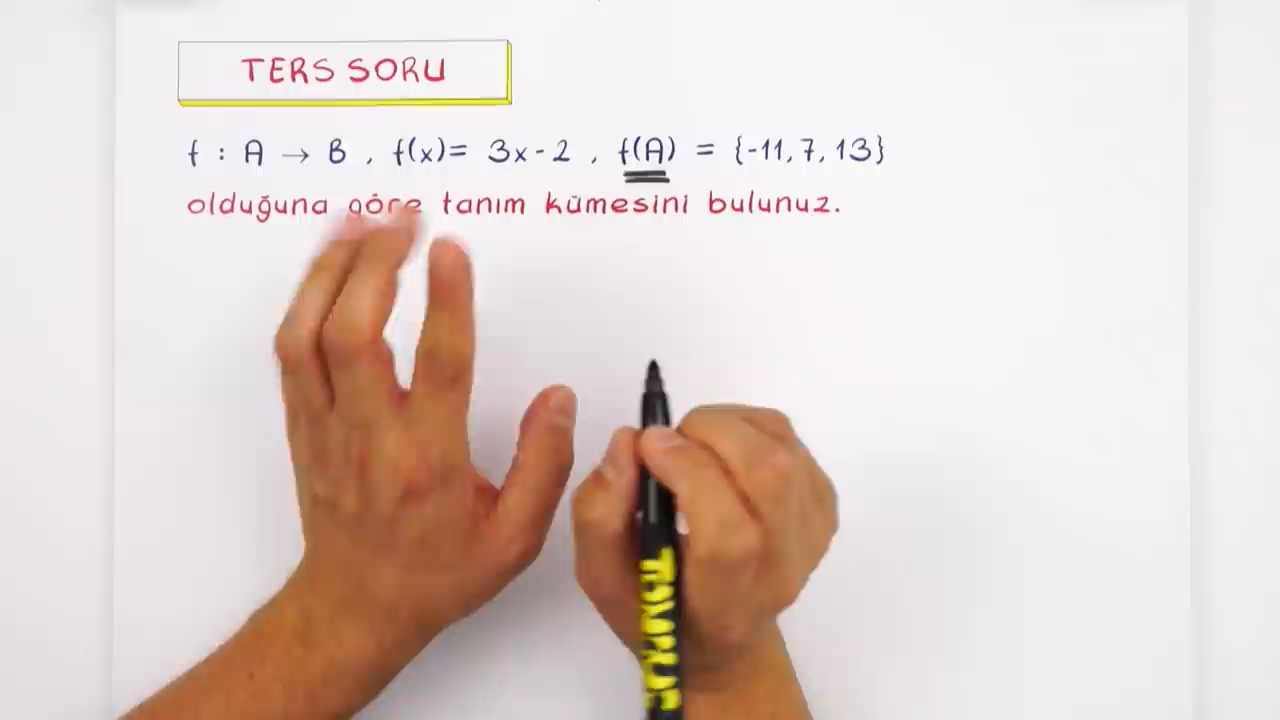 TERS SORU
f : A → B , f(x)= 3x-2 , f(A) = {-11, 7, 13}
olduğuna göre tanım kümesini bulunuz.